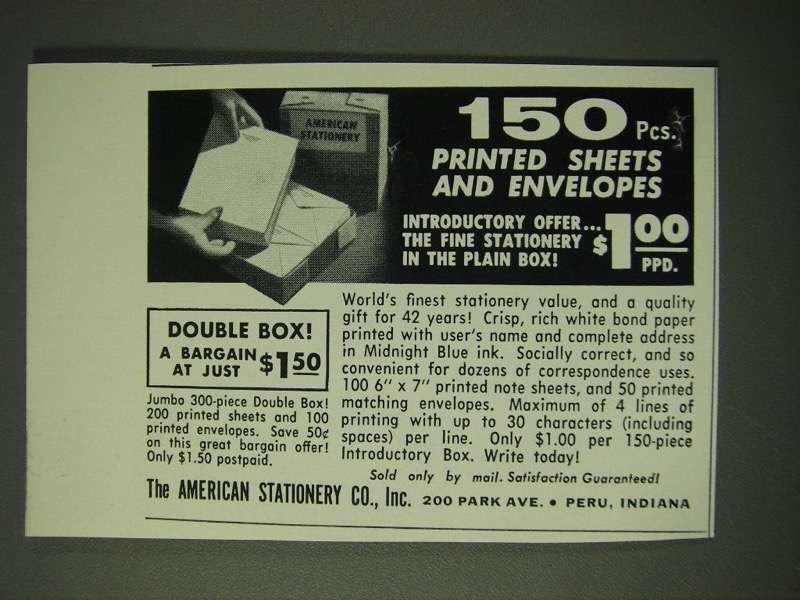 AMERICAN
STATIONERY
150 Pcs.
PRINTED SHEETS
AND ENVELOPES
INTRODUCTORY OFFER...
THE FINE STATIONERY
IN THE PLAIN BOX!
$1.00
PPD.
DOUBLE BOX!
A BARGAIN
AT JUST $1.50
Jumbo 300-piece Double Box!
200 printed sheets and 100
printed envelopes. Save 50¢
on this great bargain offer!
Only $1.50 postpaid.
World's finest stationery value, and a quality
gift for 42 years! Crisp, rich white bond paper
printed with user's name and complete address
in Midnight Blue ink. Socially correct, and so
convenient for dozens of correspondence uses.
100 6" x 7" printed note sheets, and 50 printed
matching envelopes. Maximum of 4 lines of
printing with up to 30 characters (including
spaces) per line. Only $1.00 per 150-piece
Introductory Box. Write today!
Sold only by mail. Satisfaction Guaranteed!
The AMERICAN STATIONERY CO., Inc. 200 PARK AVE. • PERU, INDIANA